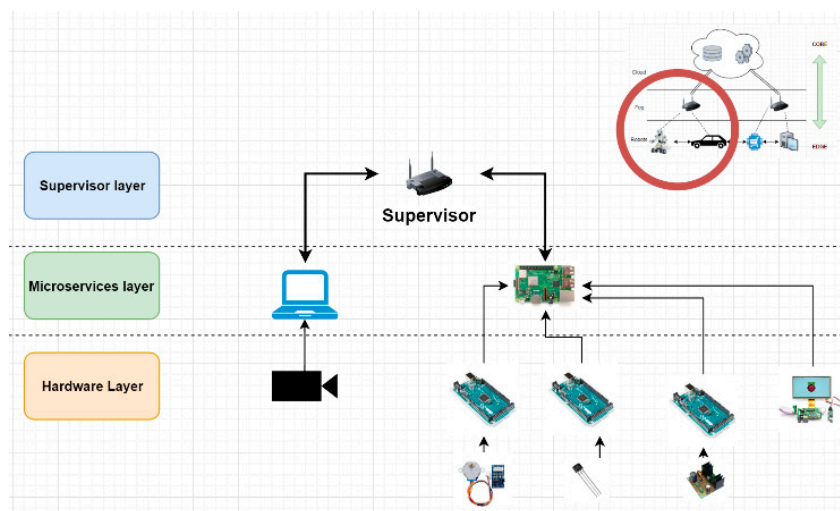 CORE
Cloud
Fog
Robots
EDGE
Supervisor layer
Supervisor
Microservices layer
Hardware Layer